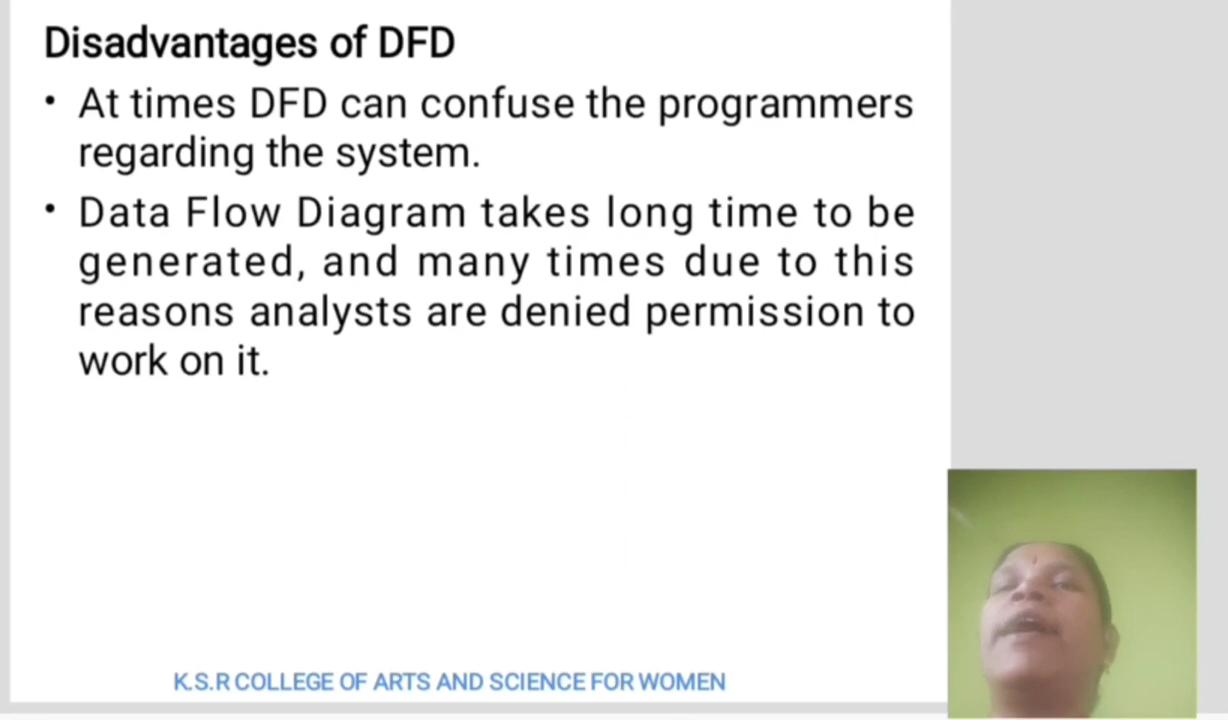 Disadvantages of DFD
• At times DFD can confuse the programmers
regarding the system.
• Data Flow Diagram takes long time to be
generated, and many times due to this
reasons analysts are denied permission to
work on it.
K.S.R COLLEGE OF ARTS AND SCIENCE FOR WOMEN